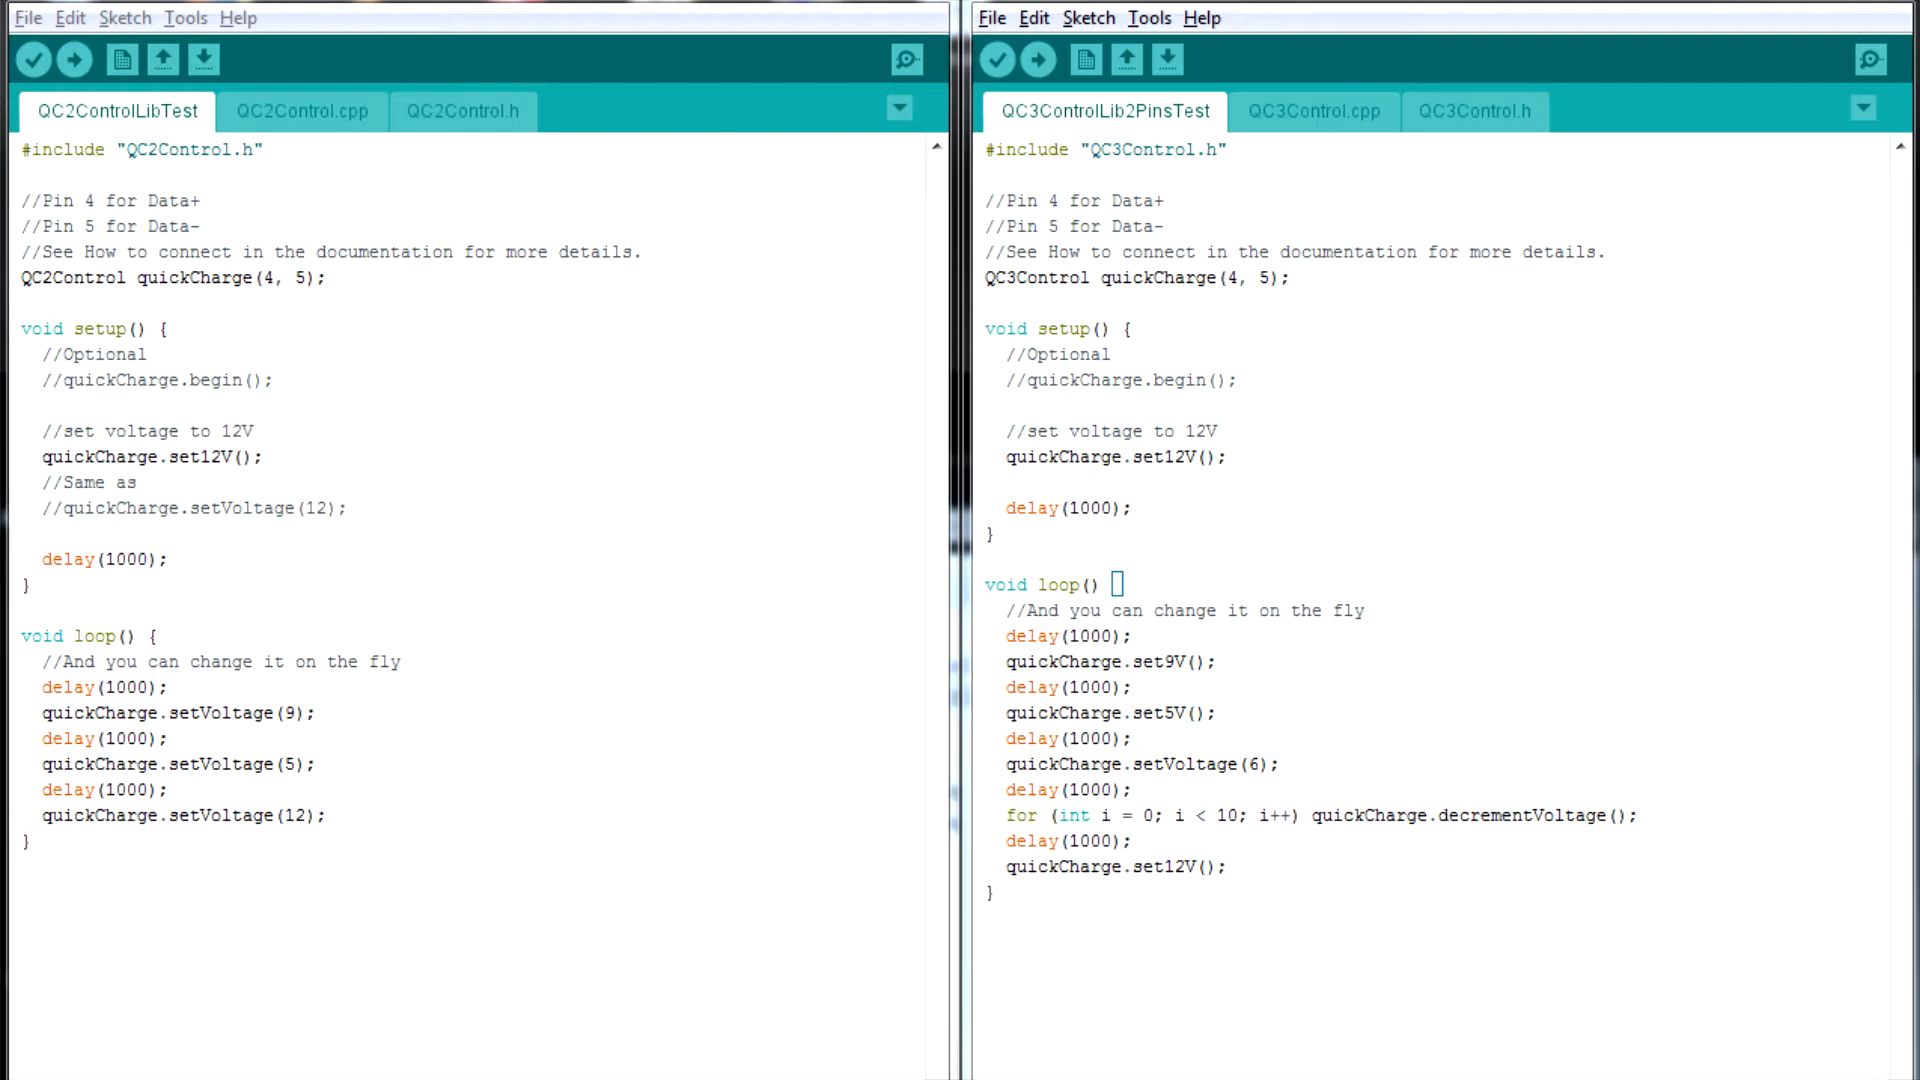 File Edit Sketch Tools Help
QC2ControlLibTest QC2Control.cpp QC2Control.h
#include "QC2Control.h"
//Pin 4 for Data+
//Pin 5 for Data-
//See How to connect in the documentation for more details.
QC2Control quickCharge(4, 5);
void setup() {
//Optional
//quickCharge.begin();
//set voltage to 12V
quickCharge.set12V();
//Same as
//quickCharge.setVoltage(12);
delay(1000);
}
void loop() {
//And you can change it on the fly
delay(1000);
quickCharge.setVoltage(9);
delay(1000);
quickCharge.setVoltage(5);
delay(1000);
quickCharge.setVoltage(12);
}
File Edit Sketch Tools Help
QC3ControlLib2PinsTest QC3Control.cpp QC3Control.h
#include "QC3Control.h"
//Pin 4 for Data+
//Pin 5 for Data-
//See How to connect in the documentation for more details.
QC3Control quickCharge(4, 5);
void setup() {
//Optional
//quickCharge.begin();
//set voltage to 12V
quickCharge.set12V();
delay(1000);
}
void loop()
//And you can change it on the fly
delay(1000);
quickCharge.set9V();
delay(1000);
quickCharge.set5V();
delay(1000);
quickCharge.setVoltage(6);
delay(1000);
for (int i = 0; i < 10; i++) quickCharge.decrementVoltage();
delay(1000);
quickCharge.set12V();
}